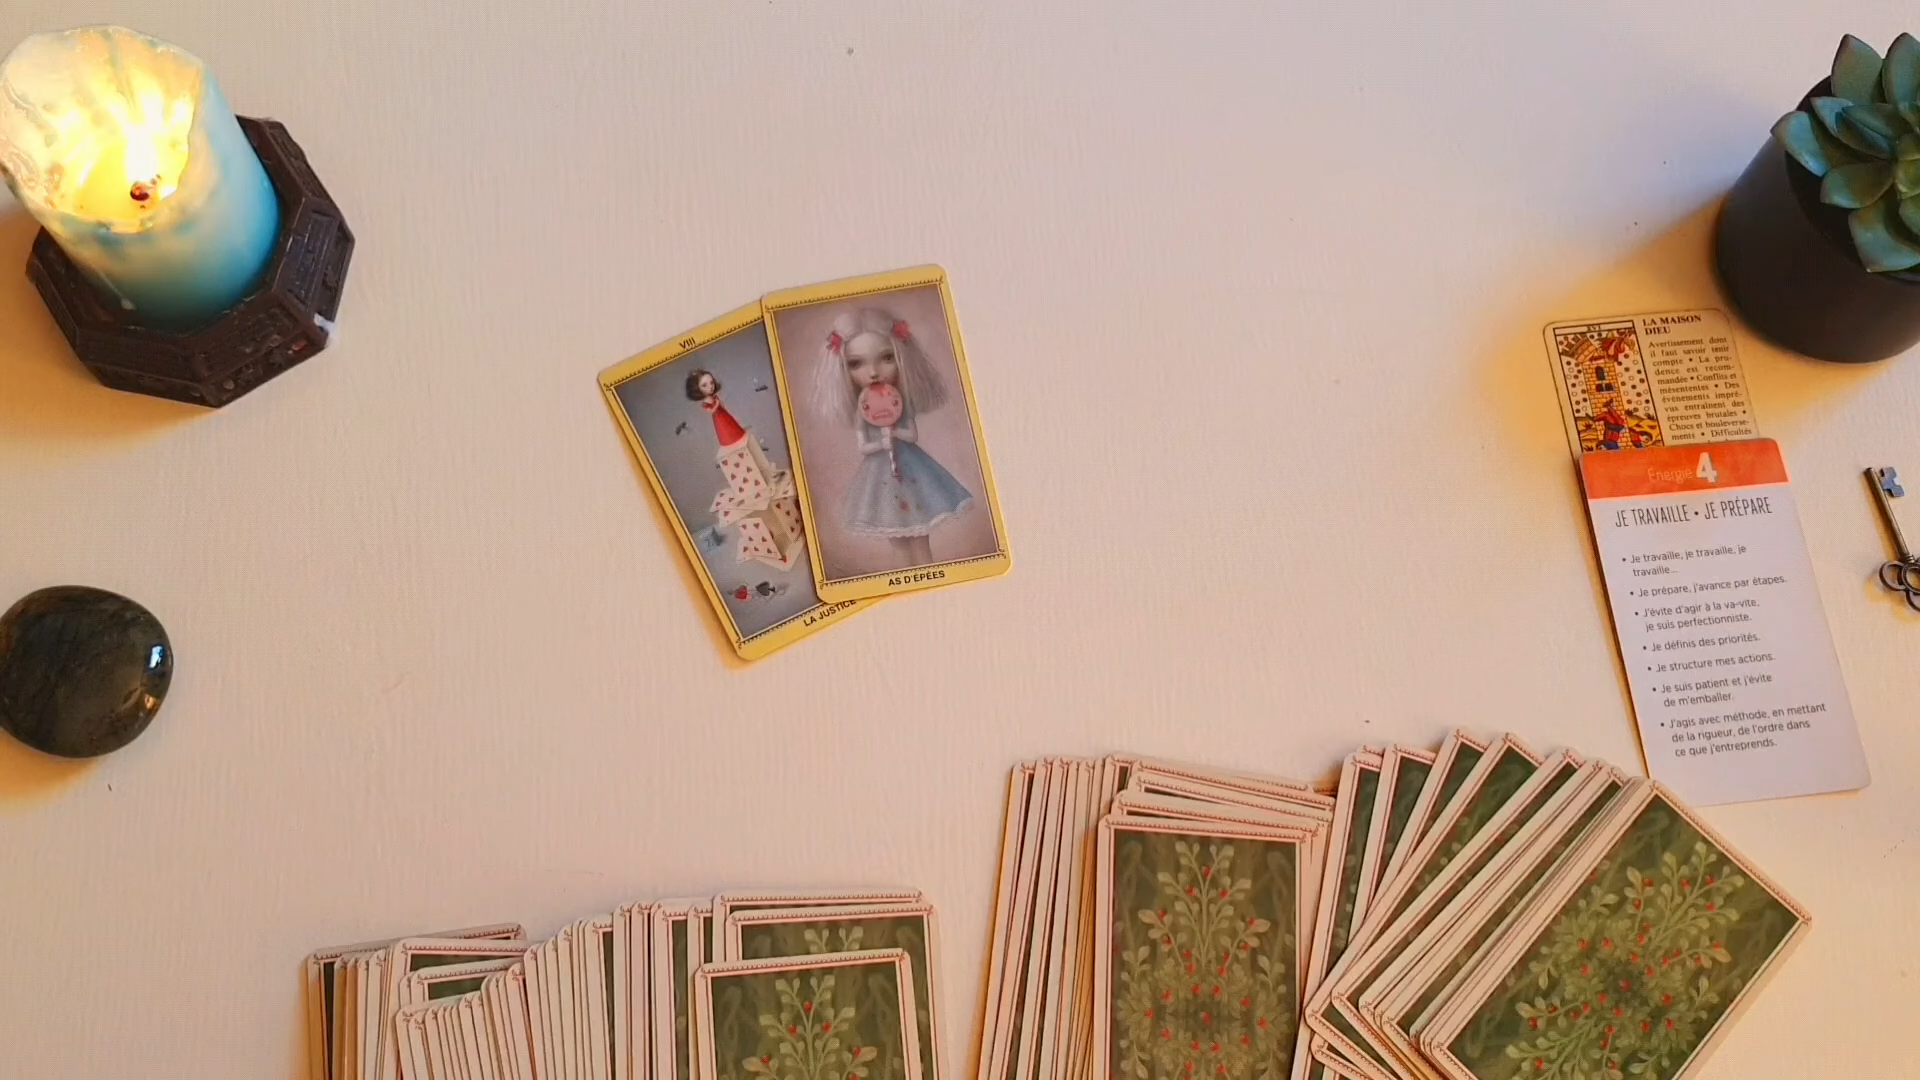 VIII
LA JUSTICE
AS D'ÉPÉES
XVI
LA MAISON
DIEU
Avertissement dont
il faut savoir tenir
compte • La pru-
dence est recom-
mandée • Conflits et
mésententes • Des
événements impré-
vus entraînent des
épreuves brutales •
Chocs et bouleverse-
ments • Difficultés
Énergie 4
JE TRAVAILLE • JE PRÉPARE
• Je travaille, je travaille, je
travaille...
• Je prépare, j'avance par étapes.
• J'évite d'agir à la va-vite,
je suis perfectionniste.
• Je définis des priorités.
• Je structure mes actions.
• Je suis patient et j'évite
de m'emballer.
• J'agis avec méthode, en mettant
de la rigueur, de l'ordre dans
ce que j'entreprends.